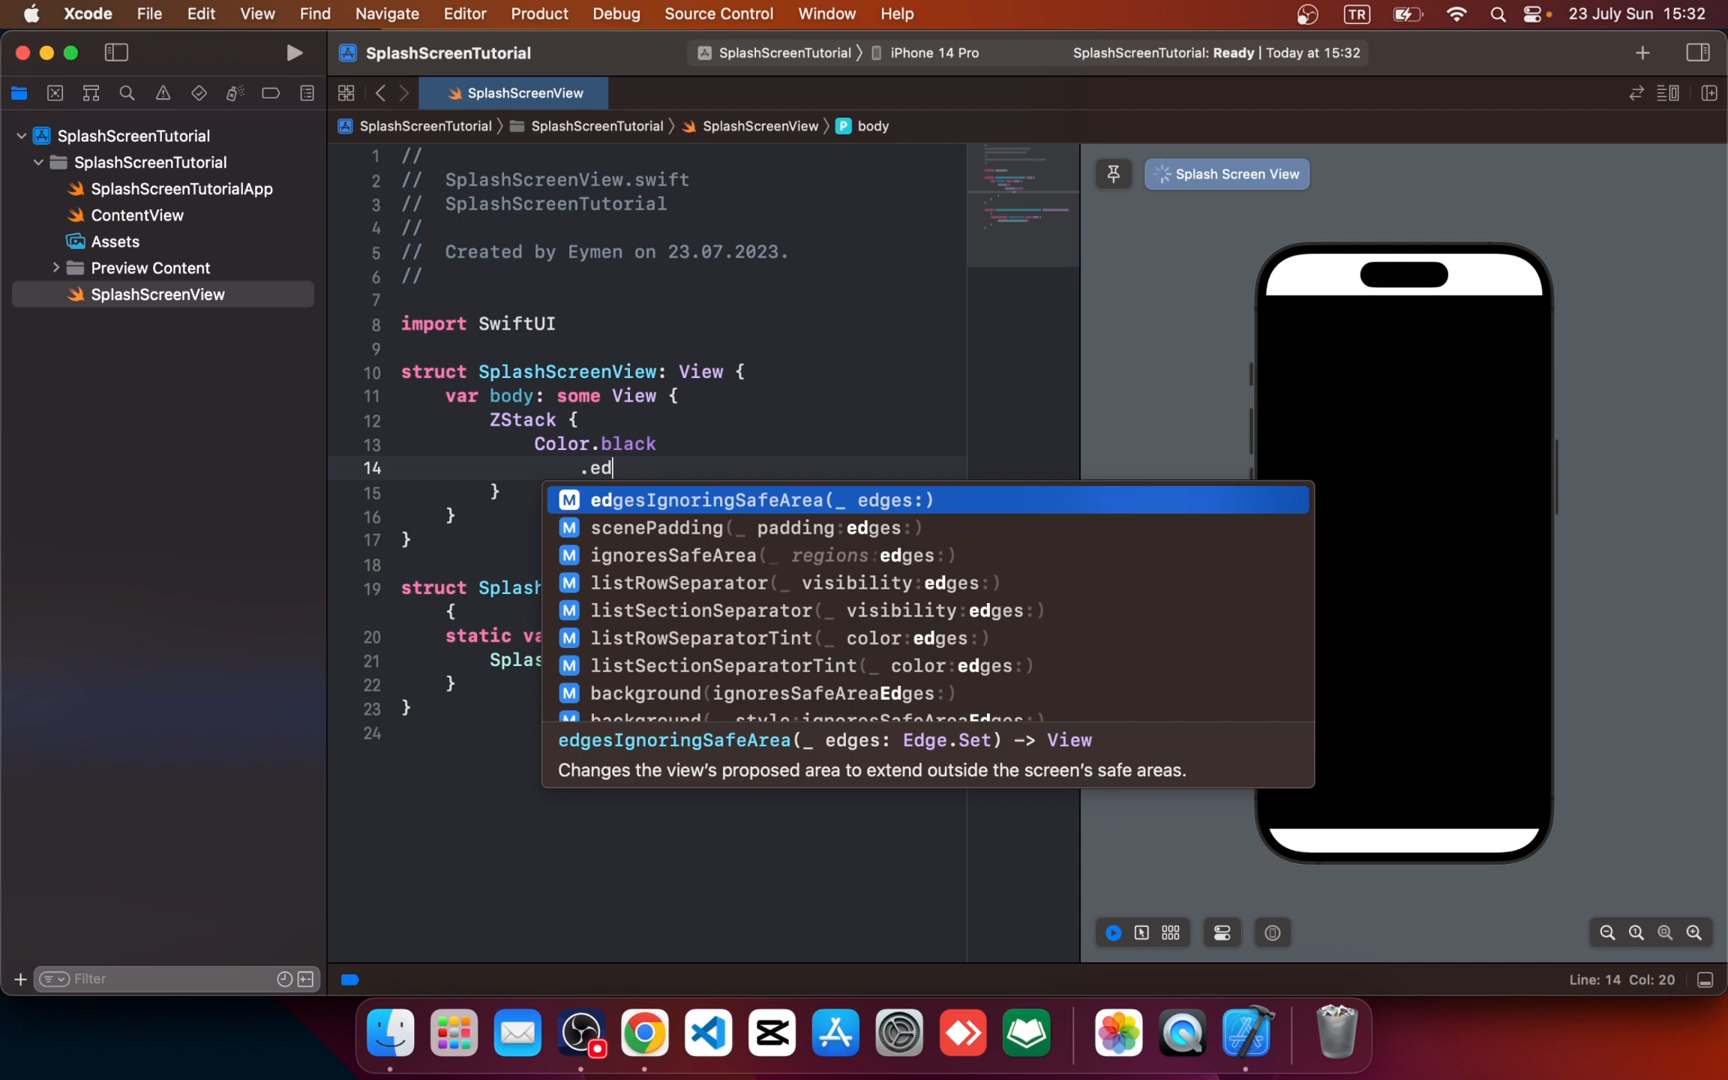 Xcode File Edit View Find Navigate Editor Product Debug Source Control Window Help TR 23 July Sun 15:32
SplashScreenTutorial SplashScreenTutorial 〉 iPhone 14 Pro SplashScreenTutorial: Ready | Today at 15:32
SplashScreenView
SplashScreenTutorial 〉 SplashScreenTutorial 〉 SplashScreenView 〉 P body
SplashScreenTutorial
SplashScreenTutorial
SplashScreenTutorialApp
ContentView
Assets
Preview Content
SplashScreenView
1 //
2 // SplashScreenView.swift
3 // SplashScreenTutorial
4 //
5 // Created by Eymen on 23.07.2023.
6 //
7
8 import SwiftUI
9
10 struct SplashScreenView: View {
11 var body: some View {
12 ZStack {
13 Color.black
14 .ed
15 }
16 }
17 }
18
19 struct Splash
{
20 static va
21 Splas
22 }
23 }
24
M edgesIgnoringSafeArea(_ edges:)
M scenePadding(_ padding:edges:)
M ignoresSafeArea(_ regions:edges:)
M listRowSeparator(_ visibility:edges:)
M listSectionSeparator(_ visibility:edges:)
M listRowSeparatorTint(_ color:edges:)
M listSectionSeparatorTint(_ color:edges:)
M background(ignoresSafeAreaEdges:)
M background(_ style:ignoresSafeAreaEdges:)
edgesIgnoringSafeArea(_ edges: Edge.Set) -> View
Changes the view's proposed area to extend outside the screen's safe areas.
Splash Screen View
Filter
Line: 14 Col: 20